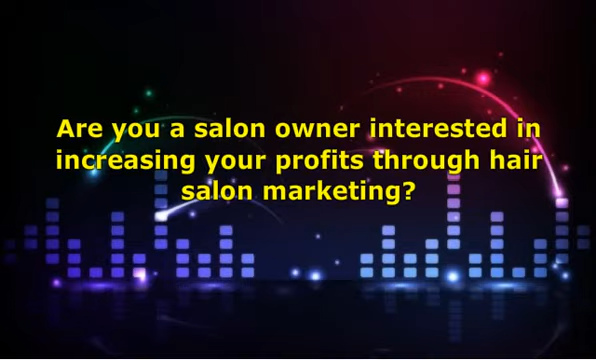 Are you a salon owner interested in
increasing your profits through hair
salon marketing?